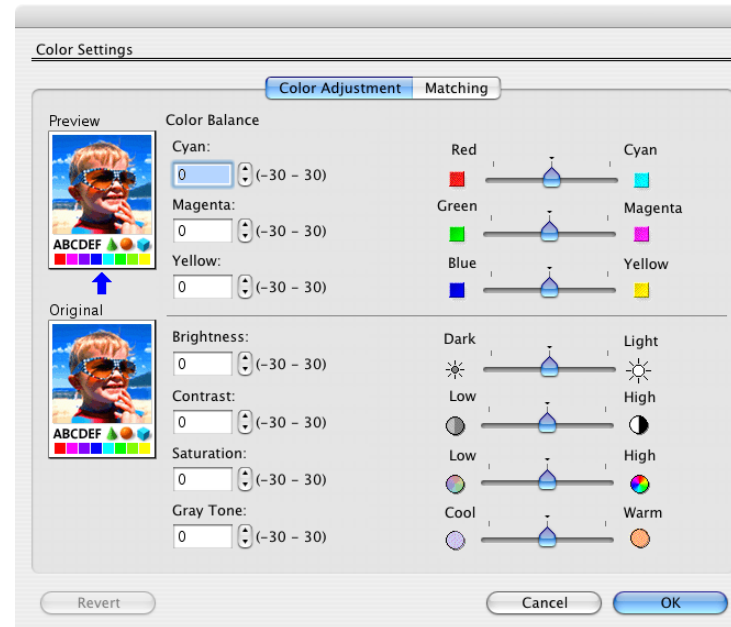 Color Settings
Color Adjustment Matching
Preview
ABCDEF
Original
ABCDEF
Color Balance
Cyan:
0 (-30 – 30)
Red Cyan
Magenta:
0 (-30 – 30)
Green Magenta
Yellow:
0 (-30 – 30)
Blue Yellow
Brightness:
0 (-30 – 30)
Dark Light
Contrast:
0 (-30 – 30)
Low High
Saturation:
0 (-30 – 30)
Low High
Gray Tone:
0 (-30 – 30)
Cool Warm
Revert Cancel OK